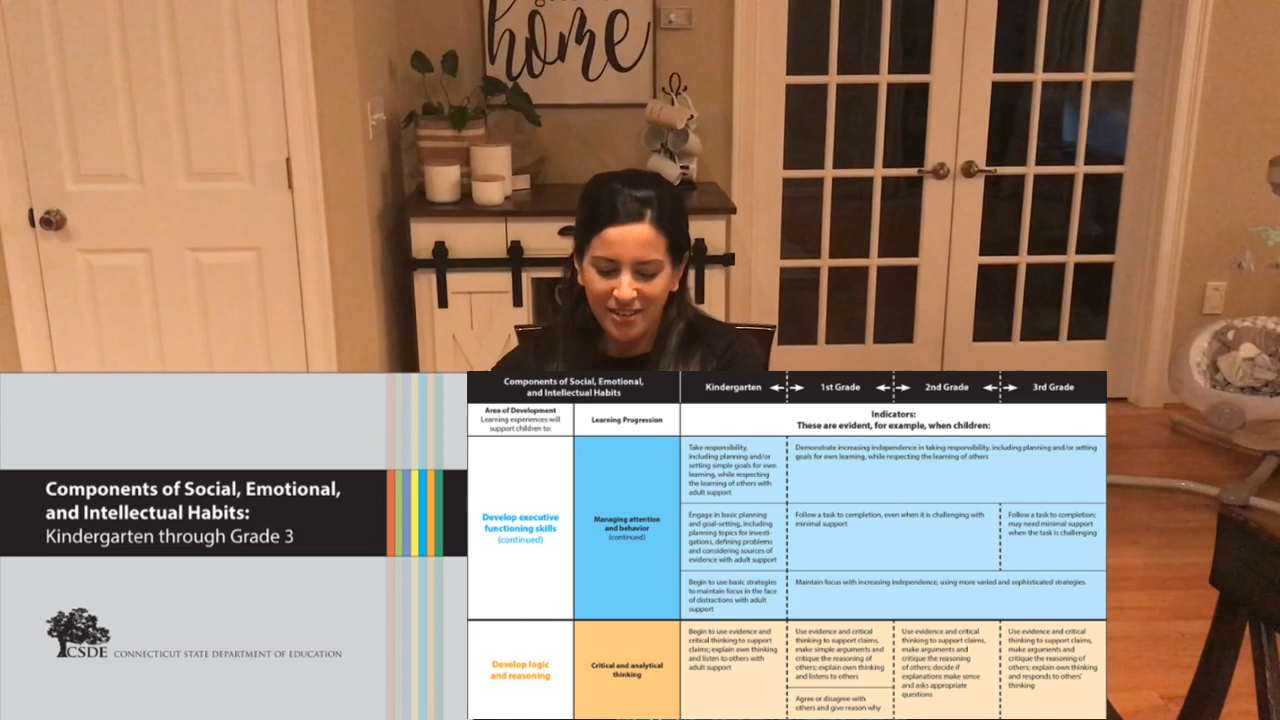 home
Components of Social, Emotional,
and Intellectual Habits:
Kindergarten through Grade 3
CSDE CONNECTICUT STATE DEPARTMENT OF EDUCATION
Components of Social, Emotional,
and Intellectual Habits
Kindergarten
1st Grade
2nd Grade
3rd Grade
Area of Development
Learning experiences will
support children to:
Learning Progression
Indicators:
These are evident, for example, when children:
Develop executive
functioning skills
(continued)
Managing attention
and behavior
(continued)
Take responsibility,
including planning and/or
setting simple goals for own
learning, while respecting
the learning of others with
adult support
Demonstrate increasing independence in taking responsibility, including planning and/or setting
goals for own learning, while respecting the learning of others
Engage in basic planning
and goal-setting, including
planning topics for investi-
gations, defining problems
and considering sources of
evidence with adult support
Follow a task to completion, even when it is challenging with
minimal support
Follow a task to completion;
may need minimal support
when the task is challenging
Begin to use basic strategies
to maintain focus in the face
of distractions with adult
support
Maintain focus with increasing independence, using more varied and sophisticated strategies.
Develop logic
and reasoning
Critical and analytical
thinking
Begin to use evidence and
critical thinking to support
claims; explain own thinking
and listen to others with
adult support
Use evidence and critical
thinking to support claims,
make simple arguments and
critique the reasoning of
others; explain own thinking
and listens to others
Agree or disagree with
others and give reason why
Use evidence and critical
thinking to support claims,
make arguments and
critique the reasoning
of others; decide if
explanations make sense
and asks appropriate
questions
Use evidence and critical
thinking to support claims,
make arguments and
critique the reasoning of
others; explain own thinking
and responds to others'
thinking